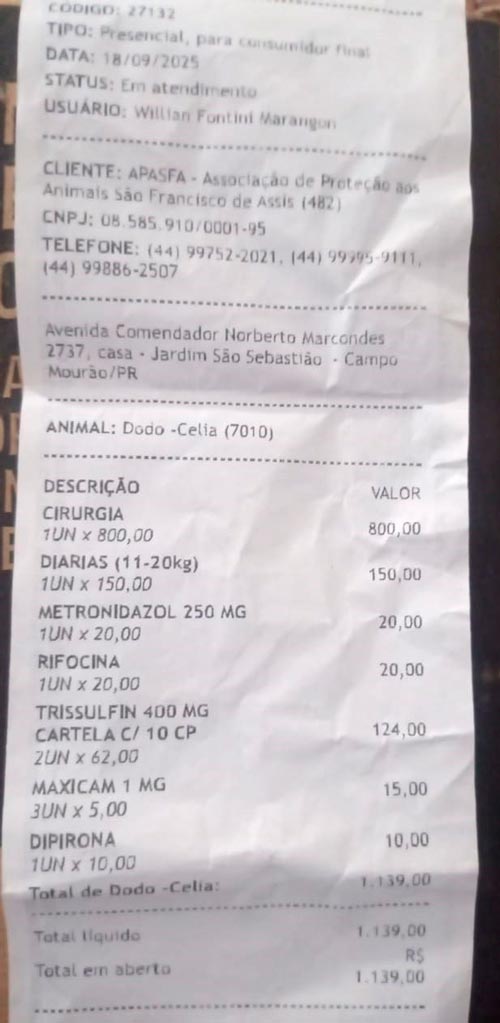 CÓDIGO: 27132
TIPO: Presencial, para consumidor final
DATA: 18/09/2025
STATUS: Em atendimento
USUÁRIO: Willian Fontini Marangon
CLIENTE: APASFA - Associação de Proteção aos
Animais São Francisco de Assis (482)
CNPJ: 08.585.910/0001-95
TELEFONE: (44) 99752-2021, (44) 99995-9111,
(44) 99886-2507
Avenida Comendador Norberto Marcondes
2737, casa - Jardim São Sebastião - Campo
Mourão/PR
ANIMAL: Dodo -Celia (7010)
DESCRIÇÃO VALOR
CIRURGIA
1UN x 800,00 800,00
DIARIAS (11-20kg)
1UN x 150,00 150,00
METRONIDAZOL 250 MG
1UN x 20,00 20,00
RIFOCINA
1UN x 20,00 20,00
TRISSULFIN 400 MG
CARTELA C/ 10 CP 124,00
2UN x 62,00
MAXICAM 1 MG
3UN x 5,00 15,00
DIPIRONA
1UN x 10,00 10,00
Total de Dodo -Celia: 1.139,00
Total líquido 1.139,00
Total em aberto R$
1.139,00